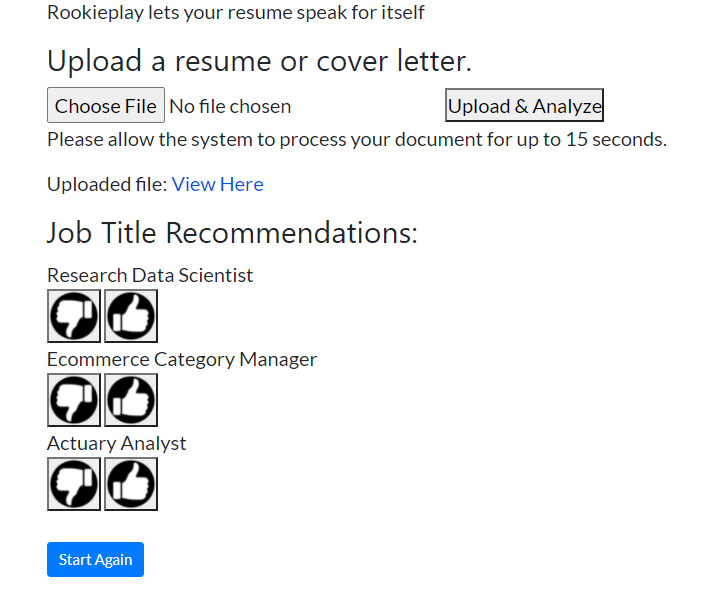 Rookieplay lets your resume speak for itself
Upload a resume or cover letter.
Choose File No file chosen Upload & Analyze
Please allow the system to process your document for up to 15 seconds.
Uploaded file: View Here
Job Title Recommendations:
Research Data Scientist
Ecommerce Category Manager
Actuary Analyst
Start Again